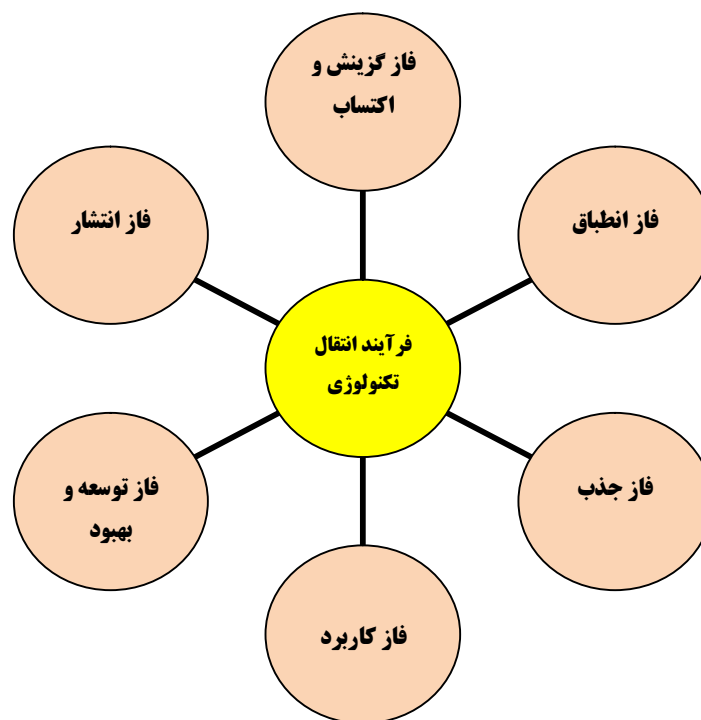 فاز گزینش و
اکتساب
فاز انطباق
فاز انتشار
فرآیند انتقال
تکنولوژی
فاز جذب
فاز توسعه و
بهبود
فاز کاربرد